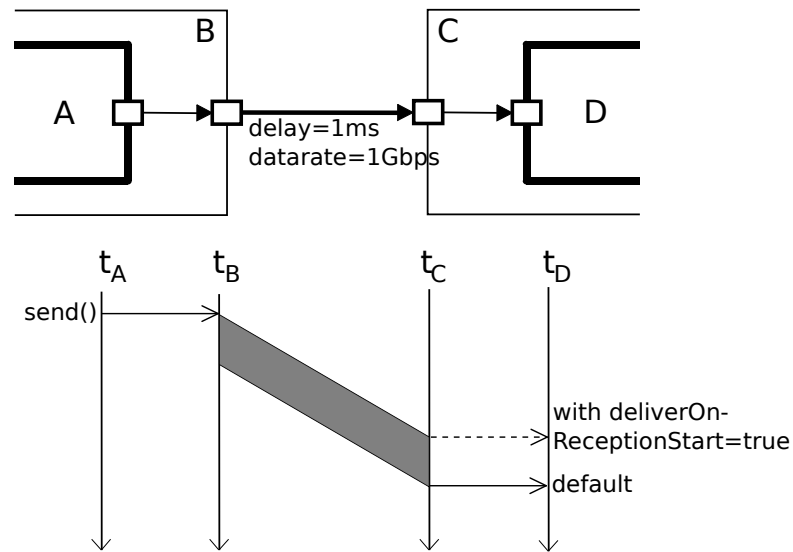 B
C
A
D
delay=1ms
datarate=1Gbps
tA
tB
tC
tD
send()
with deliverOn-
ReceptionStart=true
default